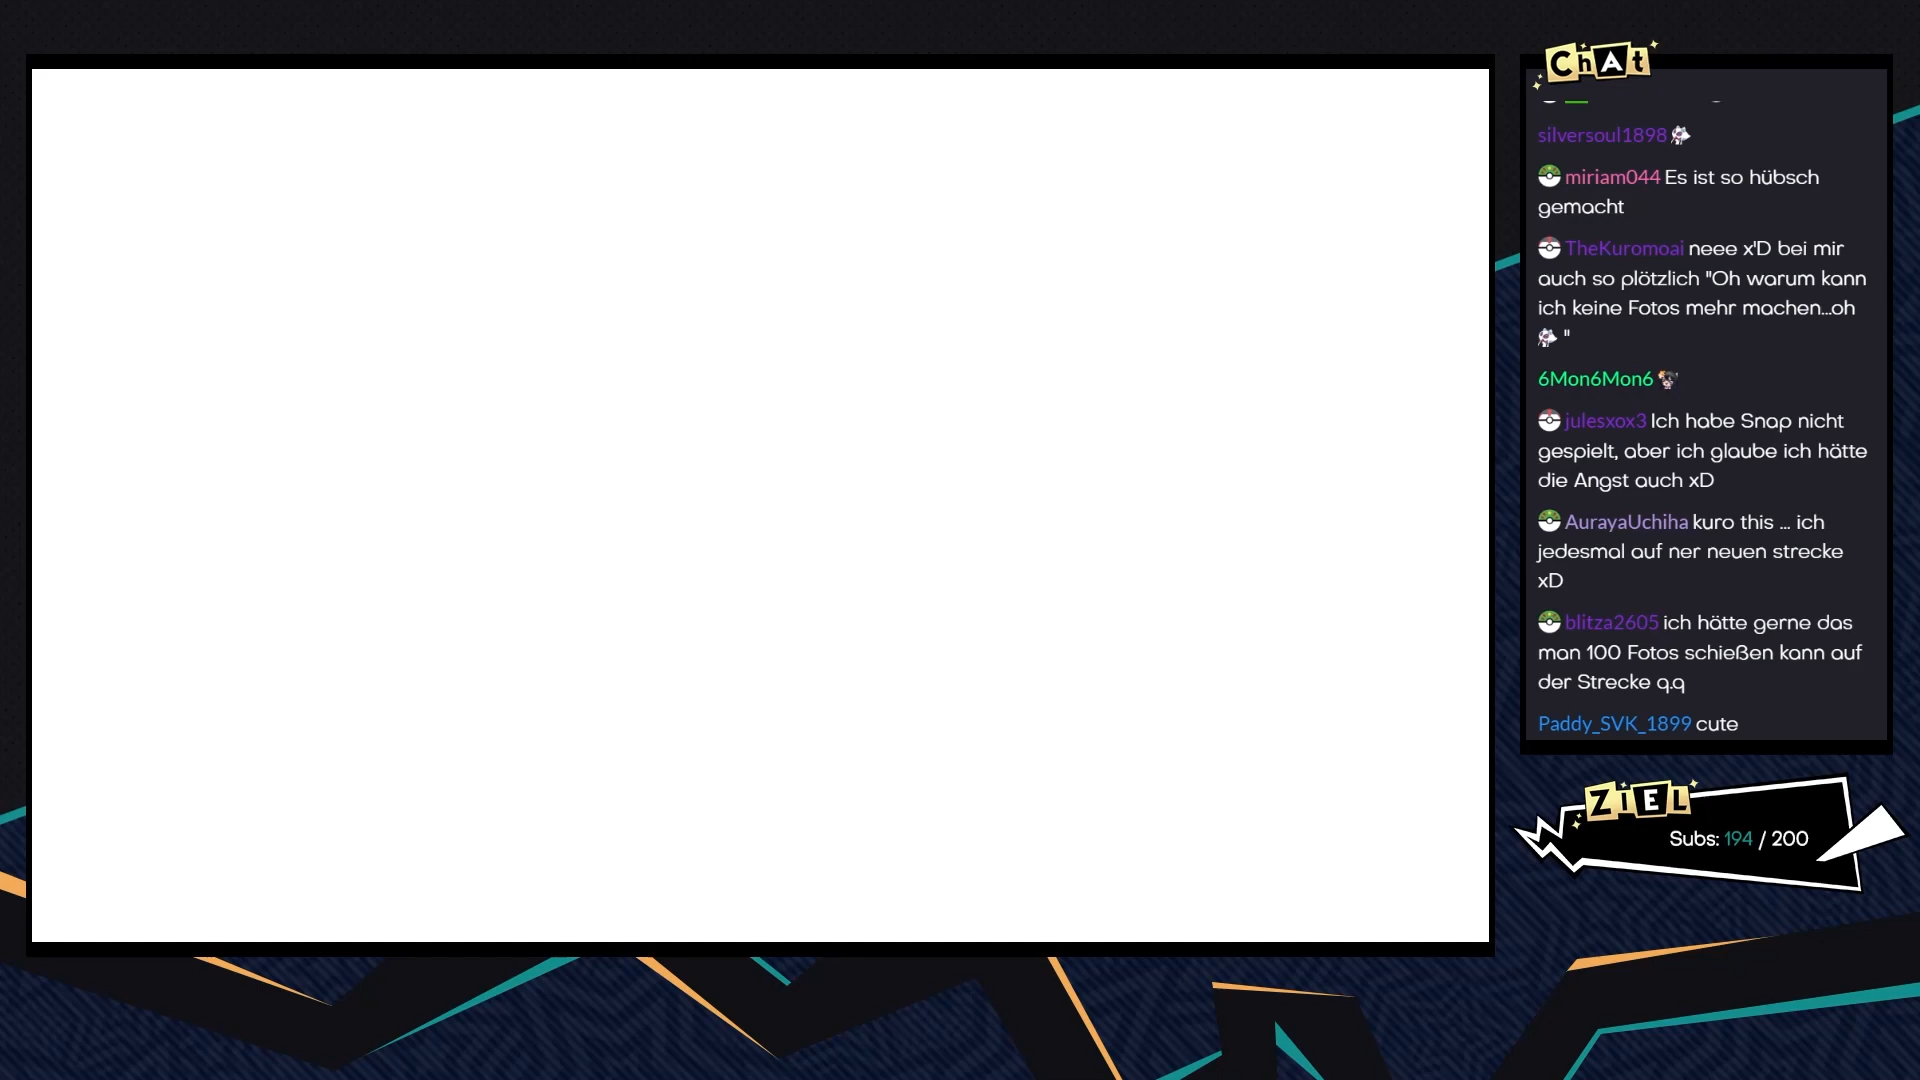 ChAt
silversoul1898
miriam044 Es ist so hübsch
gemacht
TheKuromoai neee x'D bei mir
auch so plötzlich "Oh warum kann
ich keine Fotos mehr machen...oh
"
6Mon6Mon6
julesxox3 Ich habe Snap nicht
gespielt, aber ich glaube ich hätte
die Angst auch xD
AurayaUchiha kuro this ... ich
jedesmal auf ner neuen strecke
xD
blitza2605 ich hätte gerne das
man 100 Fotos schießen kann auf
der Strecke q.q
Paddy_SVK_1899 cute
ZiEL
Subs: 194 / 200